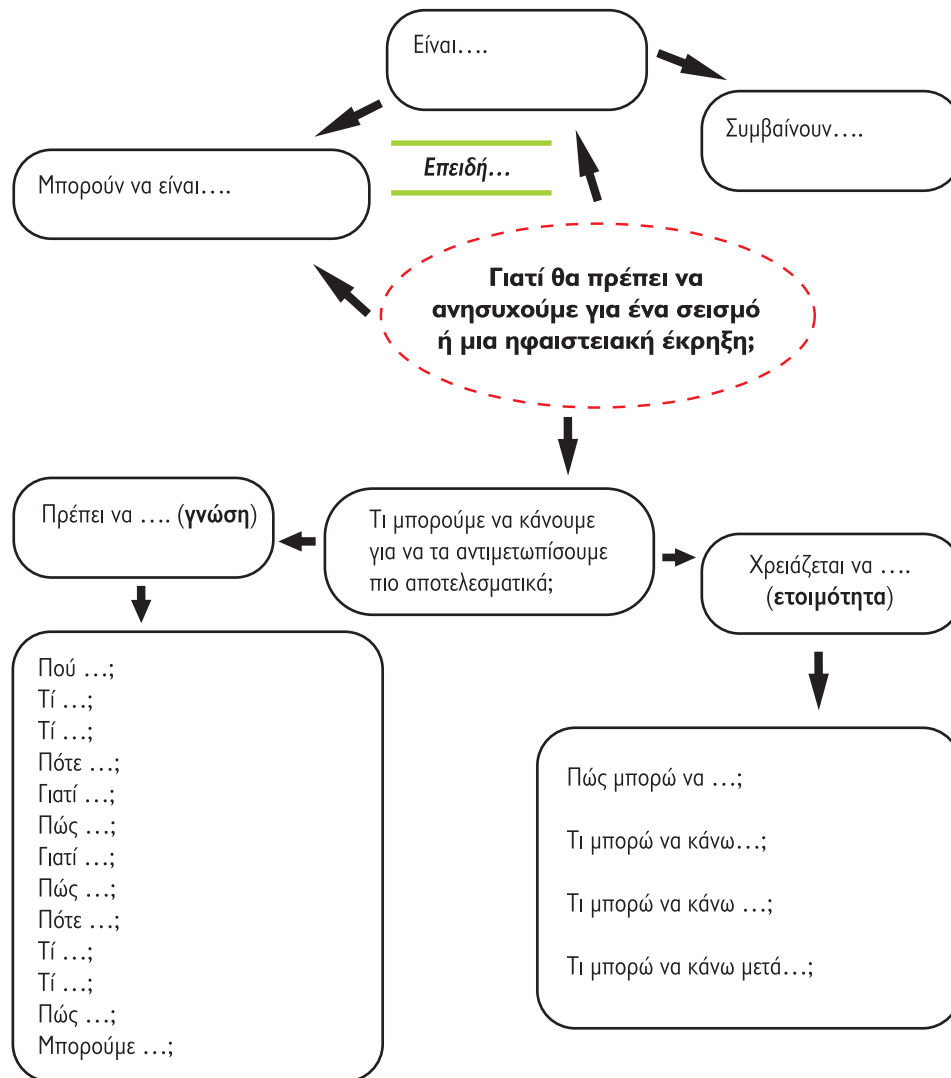 Είναι….
Συμβαίνουν….
Μπορούν να είναι….
Επειδή…
Γιατί θα πρέπει να
ανησυχούμε για ένα σεισμό
ή μια ηφαιστειακή έκρηξη;
Πρέπει να …. (γνώση)
Τι μπορούμε να κάνουμε
για να τα αντιμετωπίσουμε
πιο αποτελεσματικά;
Χρειάζεται να ….
(ετοιμότητα)
Πού …;
Τί …;
Τί …;
Πότε …;
Γιατί …;
Πώς …;
Γιατί …;
Πώς …;
Πότε …;
Τί …;
Τί …;
Πώς …;
Μπορούμε …;
Πώς μπορώ να …;
Τι μπορώ να κάνω…;
Τι μπορώ να κάνω …;
Τι μπορώ να κάνω μετά…;